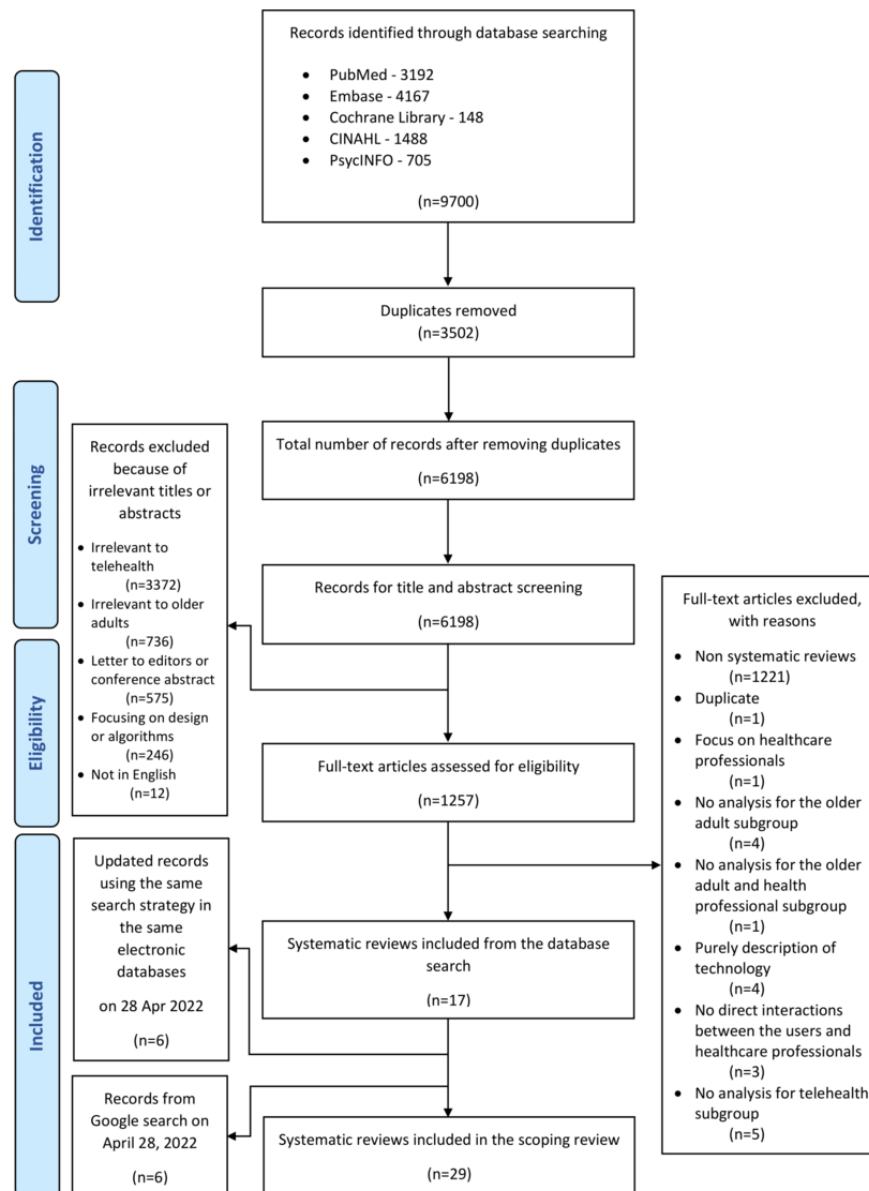 Records identified through database searching
• PubMed - 3192
• Embase - 4167
• Cochrane Library - 148
• CINAHL - 1488
• PsycINFO - 705
(n=9700)
Identification
Duplicates removed
(n=3502)
Total number of records after removing duplicates
(n=6198)
Screening
Records excluded
because of
irrelevant titles or
abstracts
• Irrelevant to
telehealth
(n=3372)
• Irrelevant to older
adults
(n=736)
• Letter to editors or
conference abstract
(n=575)
• Focusing on design
or algorithms
(n=246)
• Not in English
(n=12)
Records for title and abstract screening
(n=6198)
Full-text articles excluded,
with reasons
• Non systematic reviews
(n=1221)
• Duplicate
(n=1)
• Focus on healthcare
professionals
(n=1)
• No analysis for the older
adult subgroup
(n=4)
• No analysis for the older
adult and health
professional subgroup
(n=1)
• Purely description of
technology
(n=4)
• No direct interactions
between the users and
healthcare professionals
(n=3)
• No analysis for telehealth
subgroup
(n=5)
Eligibility
Full-text articles assessed for eligibility
(n=1257)
Included
Updated records
using the same
search strategy in
the same
electronic
databases
on 28 Apr 2022
(n=6)
Systematic reviews included from the database
search
(n=17)
Records from
Google search on
April 28, 2022
(n=6)
Systematic reviews included in the scoping review
(n=29)